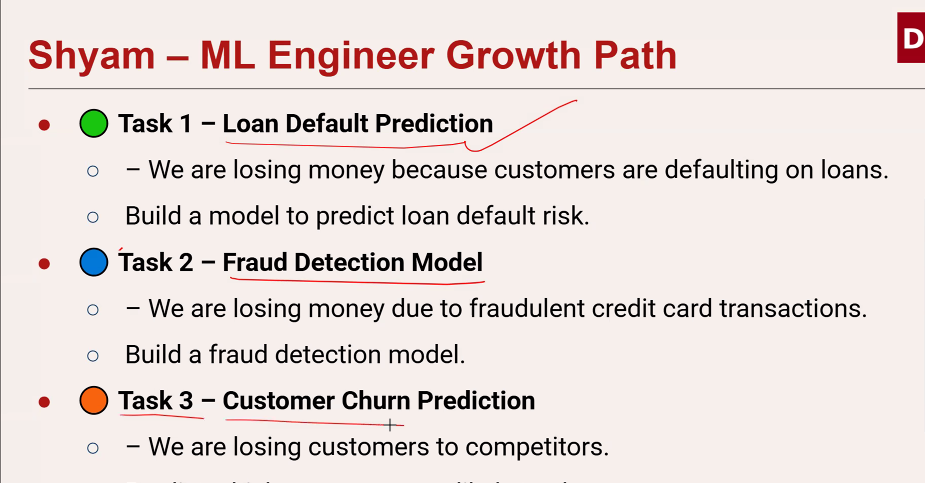 Shyam – ML Engineer Growth Path
D
Task 1 – Loan Default Prediction
– We are losing money because customers are defaulting on loans.
Build a model to predict loan default risk.
Task 2 – Fraud Detection Model
– We are losing money due to fraudulent credit card transactions.
Build a fraud detection model.
Task 3 – Customer Churn Prediction
– We are losing customers to competitors.